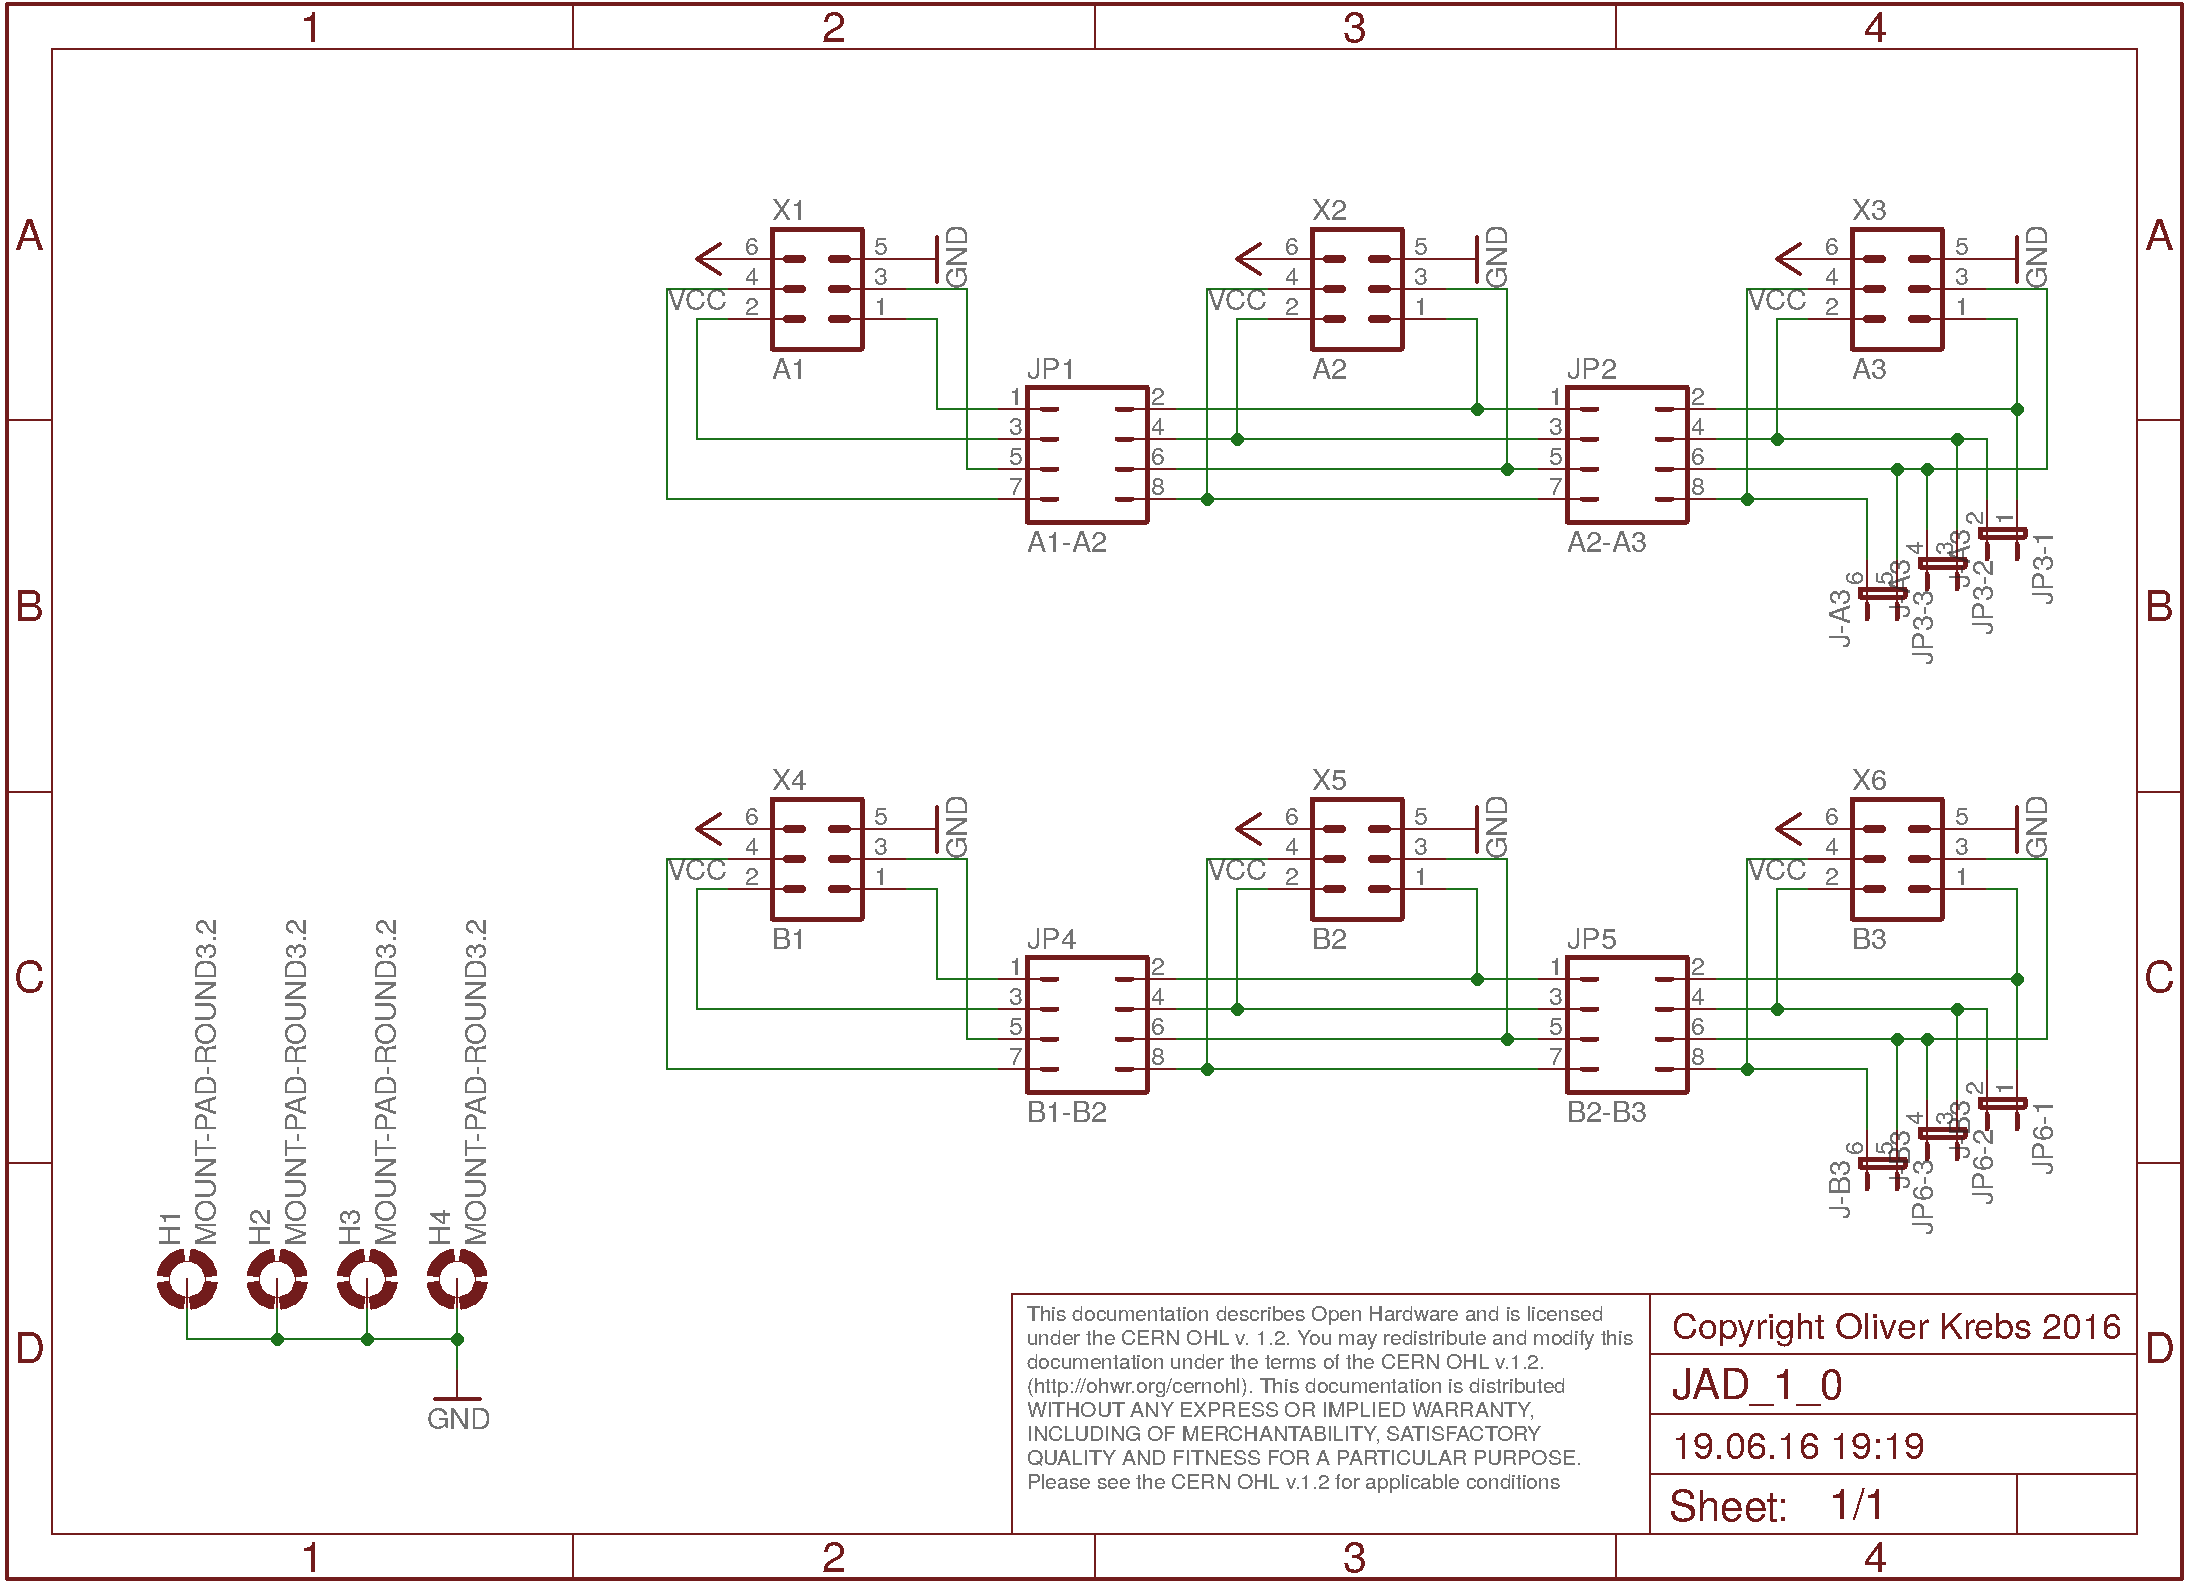 1 2 3 4
A A
X1 X2 X3
6 5 GND 6 5 GND 6 5 GND
4 3 4 3 4 3
VCC VCC VCC
2 1 2 1 2 1
A1 A2 A3
JP1 JP2
1 2 1 2
3 4 3 4
5 6 5 6
7 8 7 8
A1-A2 A2-A3
2 1
4 3 J-A3 JP3-1
6 5 J-A3 JP3-2
J-A3 JP3-3
B B
X4 X5 X6
6 5 GND 6 5 GND 6 5 GND
4 3 4 3 4 3
VCC VCC VCC
2 1 2 1 2 1
B1 B2 B3
JP4 JP5
1 2 1 2
3 4 3 4
5 6 5 6
7 8 7 8
B1-B2 B2-B3
2 1
4 3 J-B3 JP6-1
6 5 J-B3 JP6-2
J-B3 JP6-3
C C
H1 MOUNT-PAD-ROUND3.2
H2 MOUNT-PAD-ROUND3.2
H3 MOUNT-PAD-ROUND3.2
H4 MOUNT-PAD-ROUND3.2
GND
D D
This documentation describes Open Hardware and is licensed
under the CERN OHL v. 1.2. You may redistribute and modify this
documentation under the terms of the CERN OHL v.1.2.
(http://ohwr.org/cernohl). This documentation is distributed
WITHOUT ANY EXPRESS OR IMPLIED WARRANTY,
INCLUDING OF MERCHANTABILITY, SATISFACTORY
QUALITY AND FITNESS FOR A PARTICULAR PURPOSE.
Please see the CERN OHL v.1.2 for applicable conditions
Copyright Oliver Krebs 2016
JAD_1_0
19.06.16 19:19
Sheet: 1/1
1 2 3 4